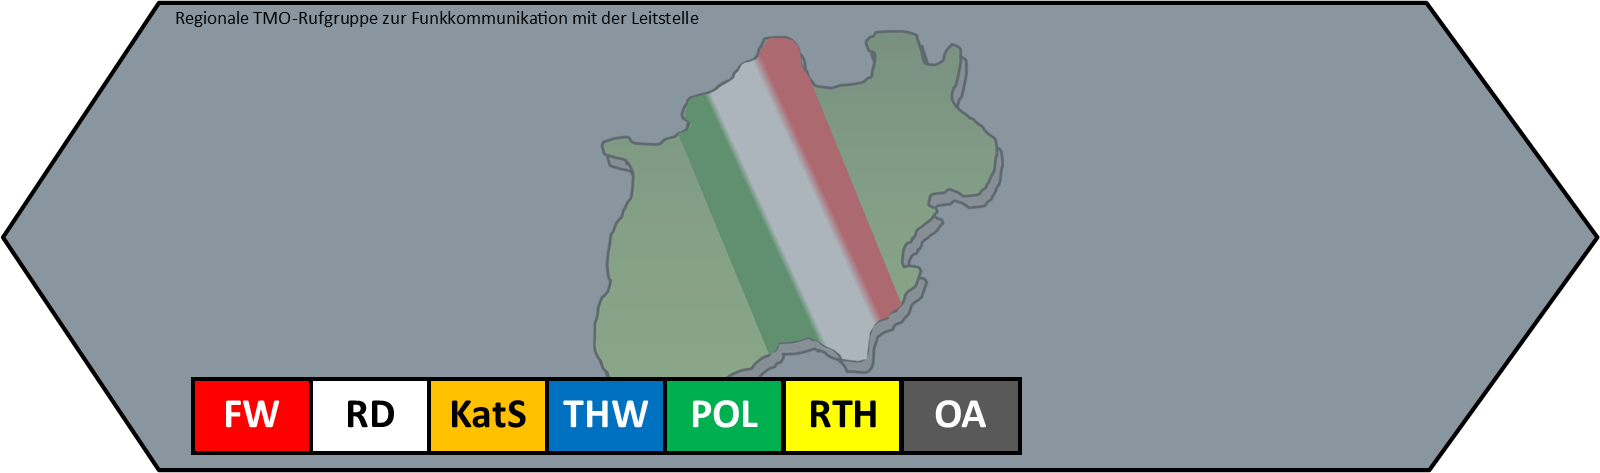 Regionale TMO-Rufgruppe zur Funkkommunikation mit der Leitstelle
FW RD KatS THW POL RTH OA